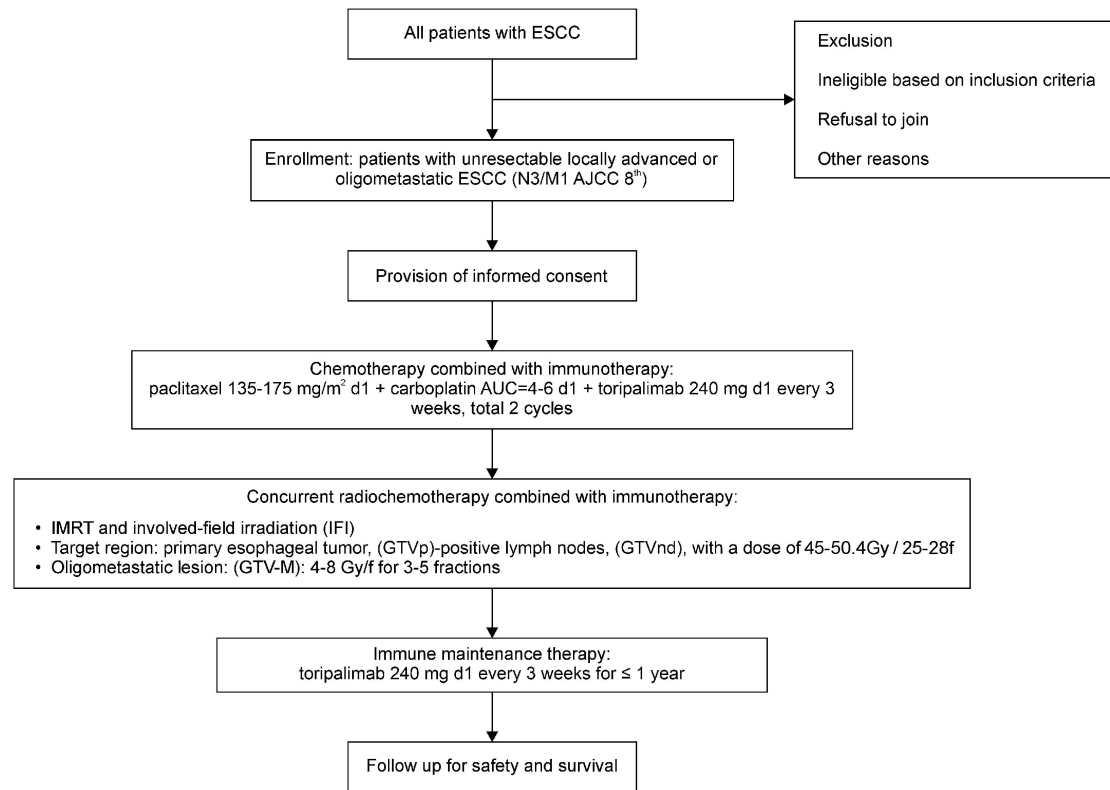 All patients with ESCC
Exclusion
Ineligible based on inclusion criteria
Refusal to join
Other reasons
Enrollment: patients with unresectable locally advanced or
oligometastatic ESCC (N3/M1 AJCC 8th)
Provision of informed consent
Chemotherapy combined with immunotherapy:
paclitaxel 135-175 mg/m² d1 + carboplatin AUC=4-6 d1 + toripalimab 240 mg d1 every 3
weeks, total 2 cycles
Concurrent radiochemotherapy combined with immunotherapy:
• IMRT and involved-field irradiation (IFI)
• Target region: primary esophageal tumor, (GTVp)-positive lymph nodes, (GTVnd), with a dose of 45-50.4Gy / 25-28f
• Oligometastatic lesion: (GTV-M): 4-8 Gy/f for 3-5 fractions
Immune maintenance therapy:
toripalimab 240 mg d1 every 3 weeks for ≤ 1 year
Follow up for safety and survival